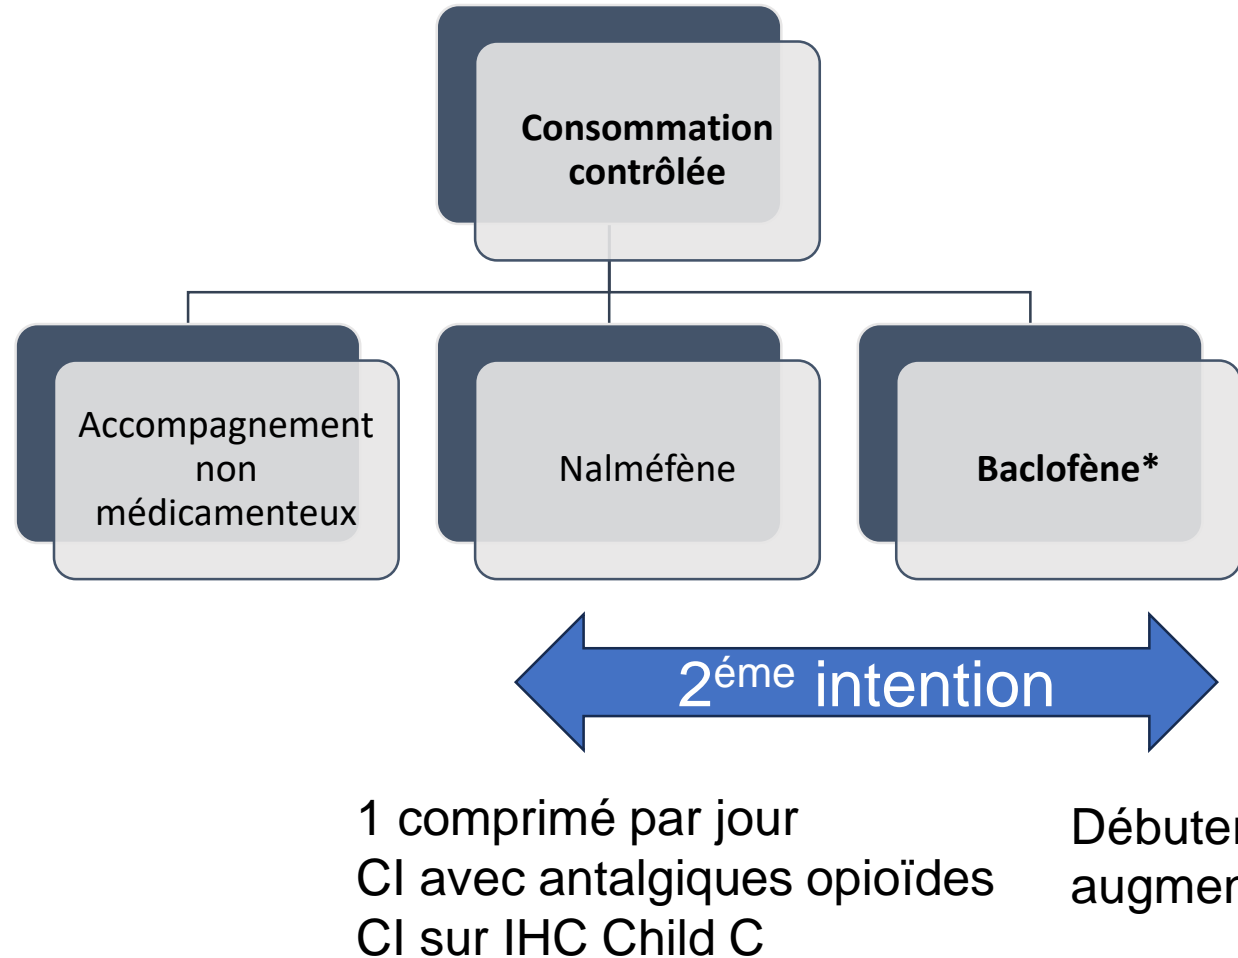 Consommation
contrôlée
Accompagnement
non
médicamenteux
Nalméfène
Baclofène*
2éme intention
1 comprimé par jour
CI avec antalgiques opioïdes
CI sur IHC Child C